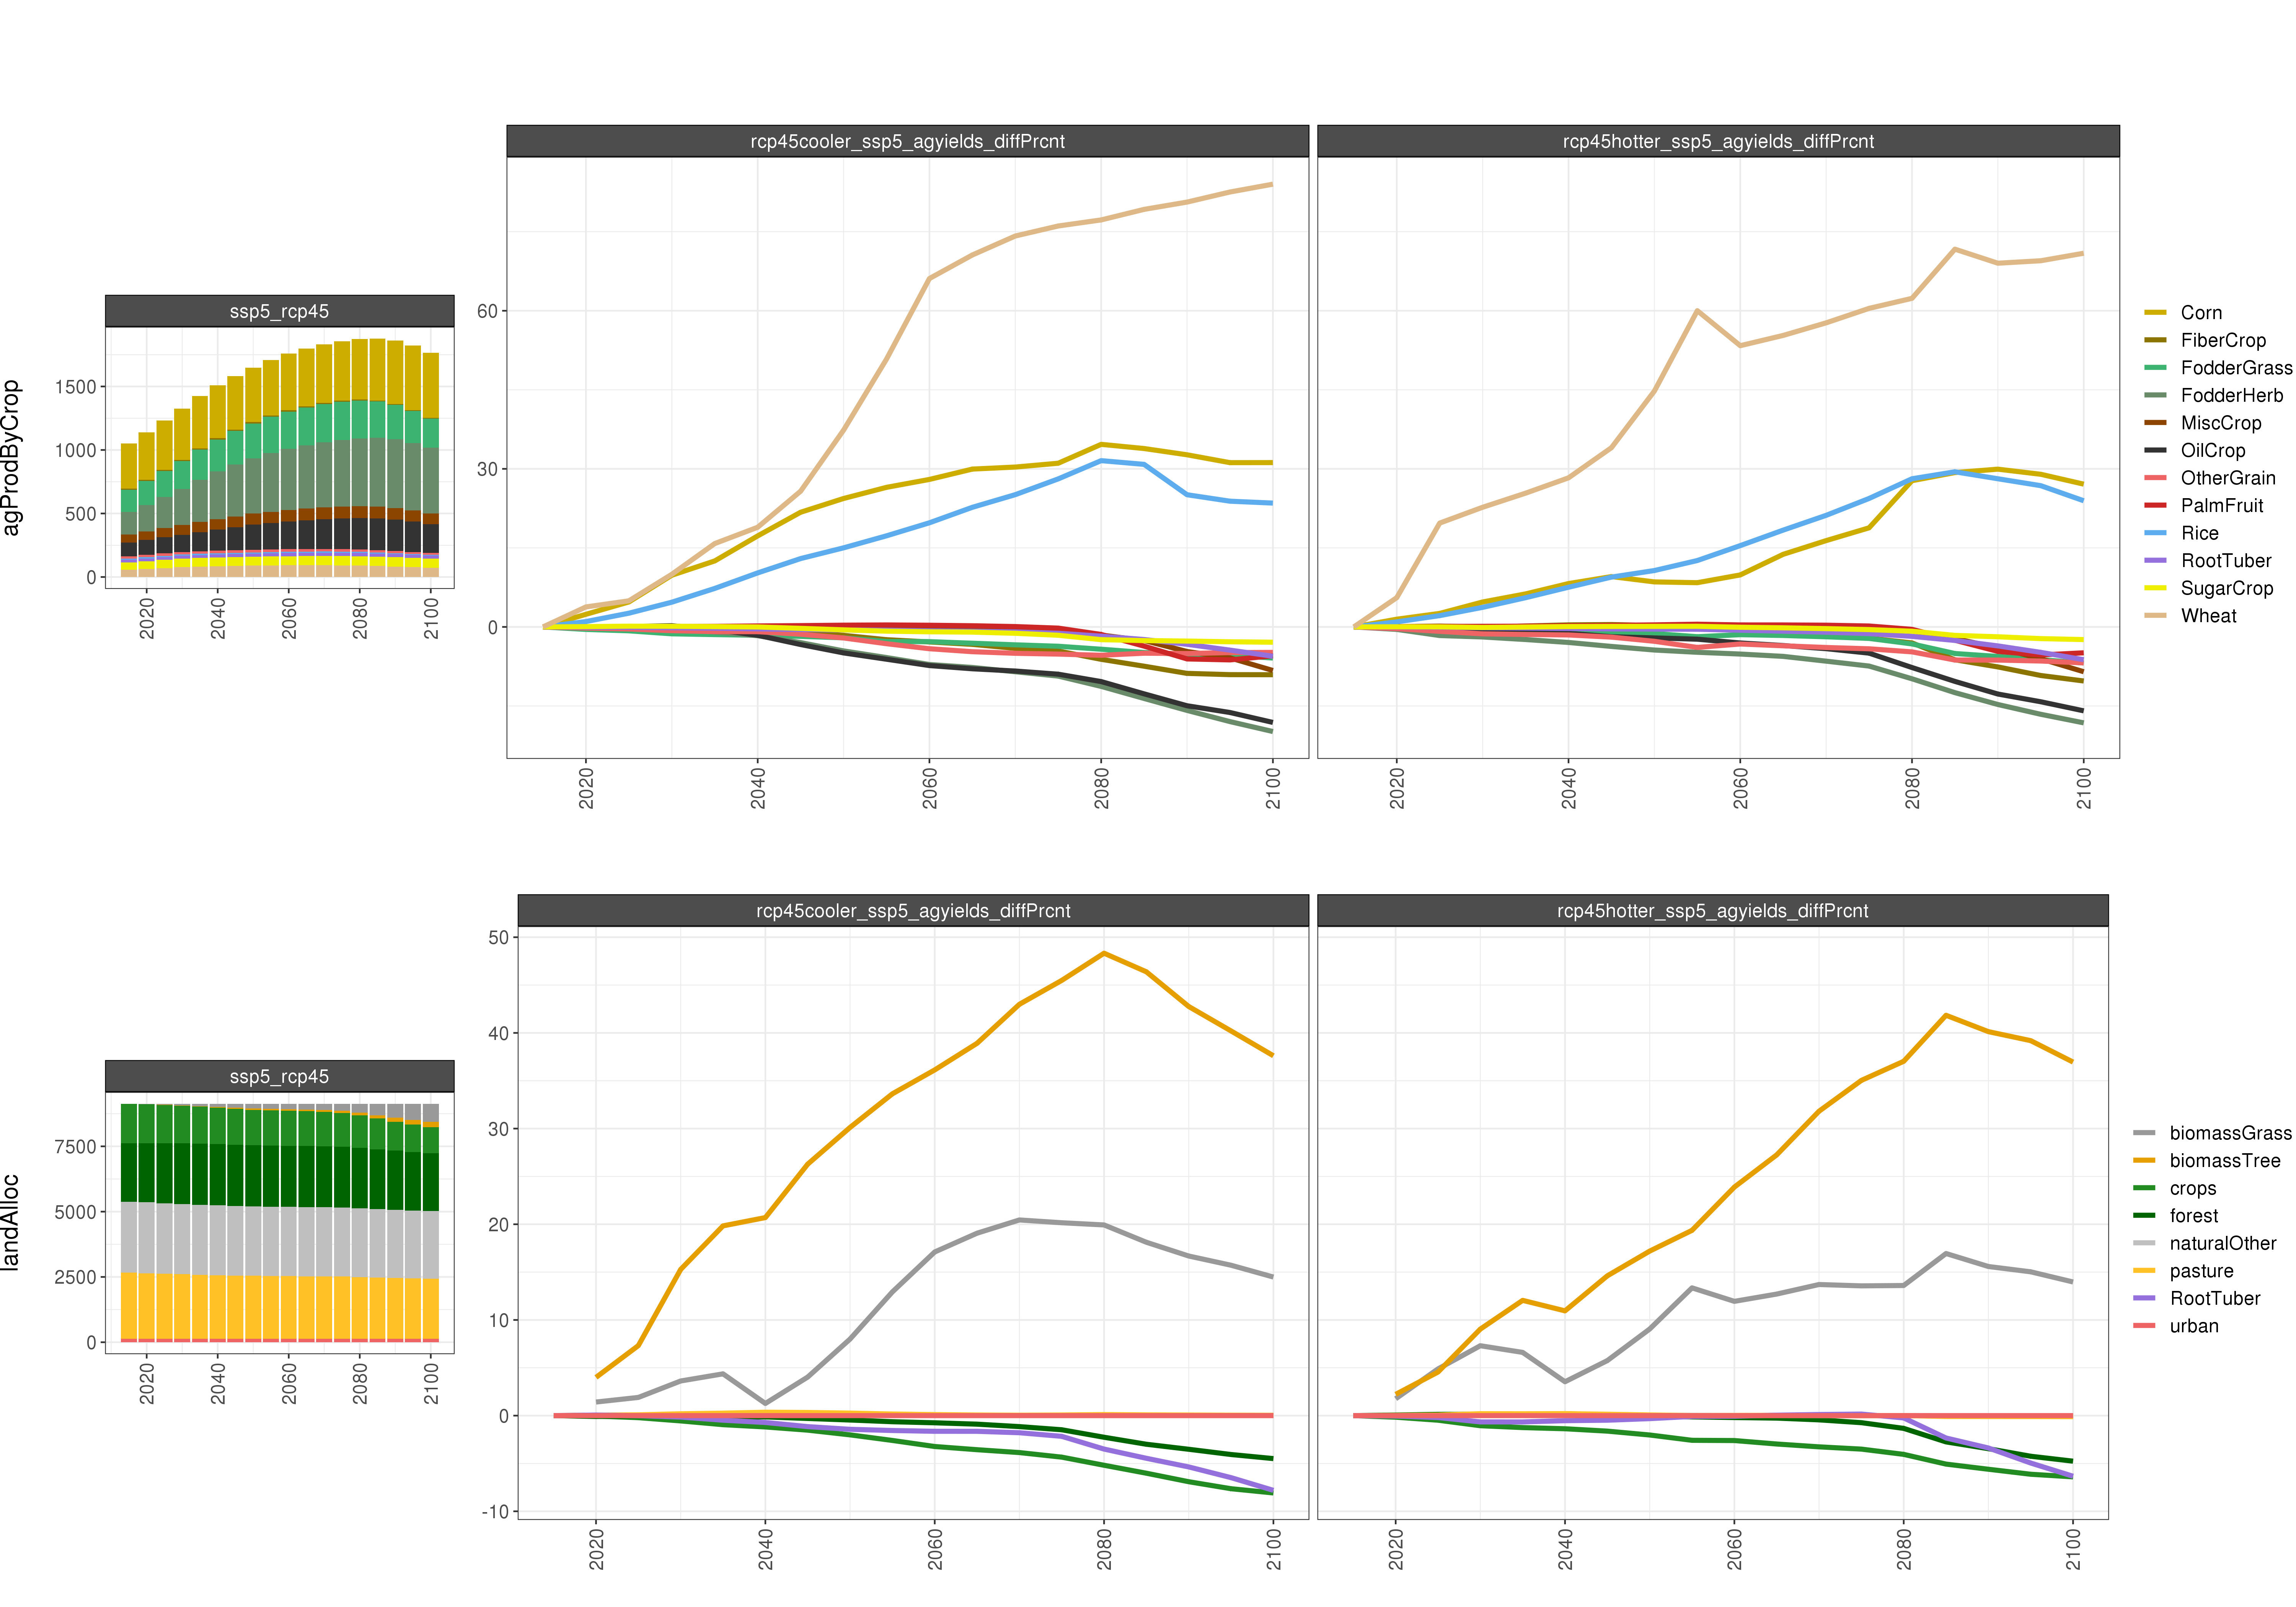 agProdByCrop
ssp5_rcp45
1500
1000
500
0
2020
2040
2060
2080
2100
rcp45cooler_ssp5_agyields_diffPrcnt
rcp45hotter_ssp5_agyields_diffPrcnt
60
30
0
2020
2040
2060
2080
2100
2020
2040
2060
2080
2100
Corn
FiberCrop
FodderGrass
FodderHerb
MiscCrop
OilCrop
OtherGrain
PalmFruit
Rice
RootTuber
SugarCrop
Wheat
landAlloc
ssp5_rcp45
7500
5000
2500
0
2020
2040
2060
2080
2100
rcp45cooler_ssp5_agyields_diffPrcnt
rcp45hotter_ssp5_agyields_diffPrcnt
50
40
30
20
10
0
-10
2020
2040
2060
2080
2100
2020
2040
2060
2080
2100
biomassGrass
biomassTree
crops
forest
naturalOther
pasture
RootTuber
urban